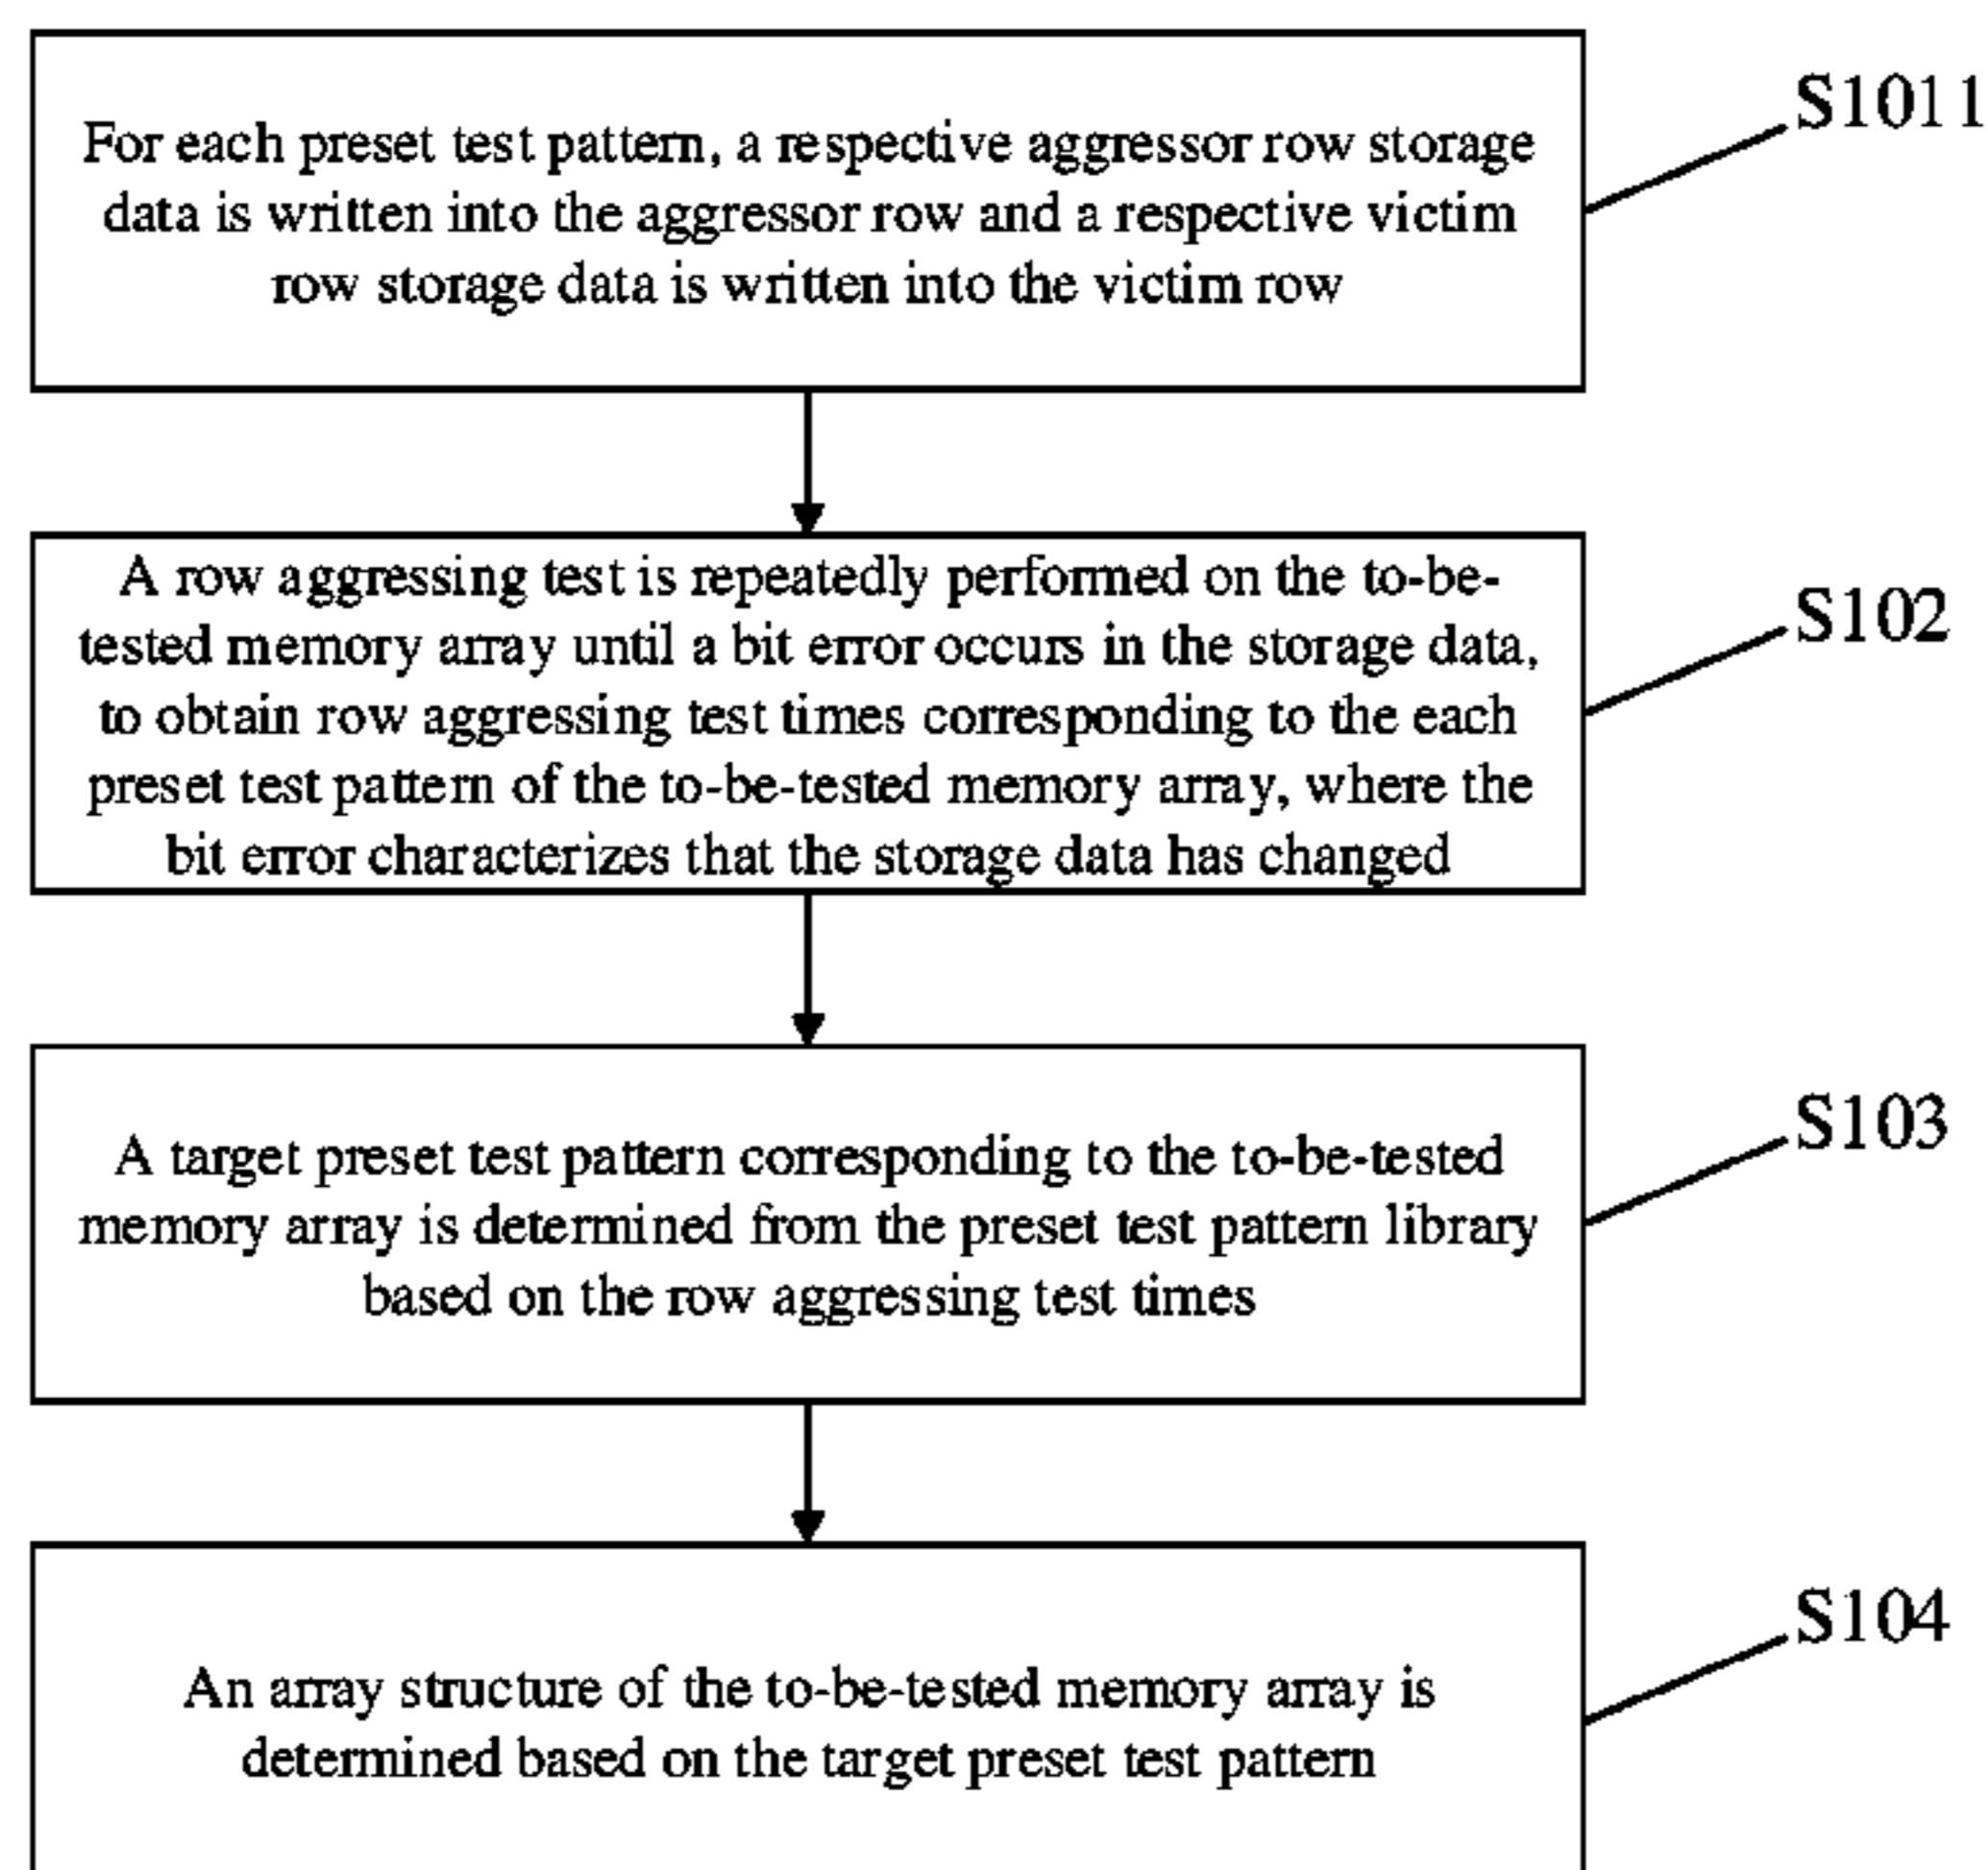 For each preset test pattern, a respective aggressor row storage
data is written into the aggressor row and a respective victim
row storage data is written into the victim row
S1011
A row aggressing test is repeatedly performed on the to-be-
tested memory array until a bit error occurs in the storage data,
to obtain row aggressing test times corresponding to the each
preset test pattern of the to-be-tested memory array, where the
bit error characterizes that the storage data has changed
S102
A target preset test pattern corresponding to the to-be-tested
memory array is determined from the preset test pattern library
based on the row aggressing test times
S103
An array structure of the to-be-tested memory array is
determined based on the target preset test pattern
S104